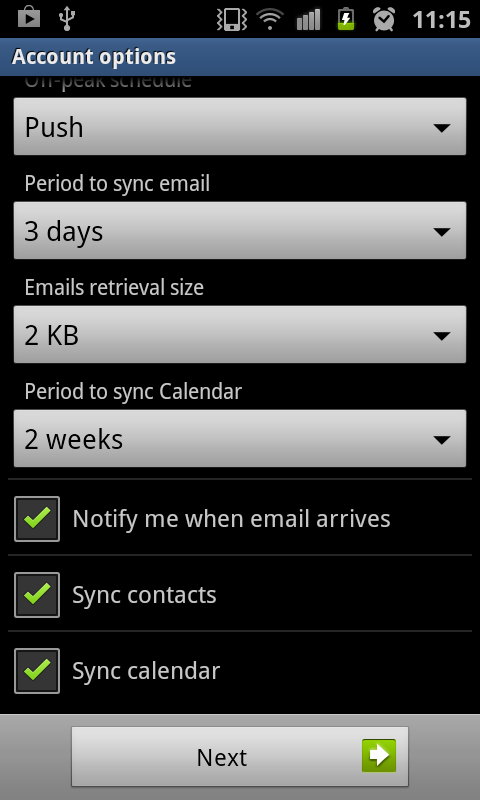 11:15
Account options
Off-peak schedule
Push
Period to sync email
3 days
Emails retrieval size
2 KB
Period to sync Calendar
2 weeks
Notify me when email arrives
Sync contacts
Sync calendar
Next